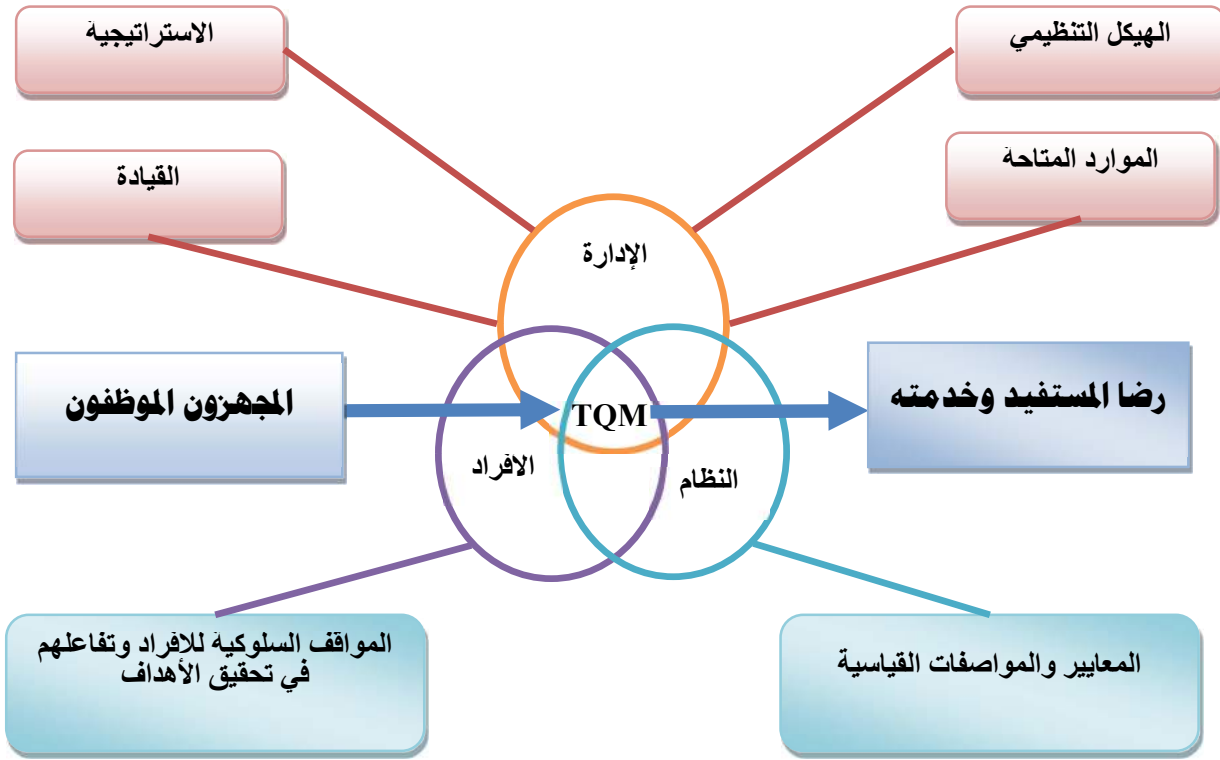 الهيكل التنظيمي
الاستراتيجية
الموارد المتاحة
القيادة
الإدارة
رضا المستفيد وخدمته
TQM
المجهزون الموظفون
النظام
الافراد
المعايير والمواصفات القياسية
المواقف السلوكية للافراد وتفاعلهم
في تحقيق الأهداف